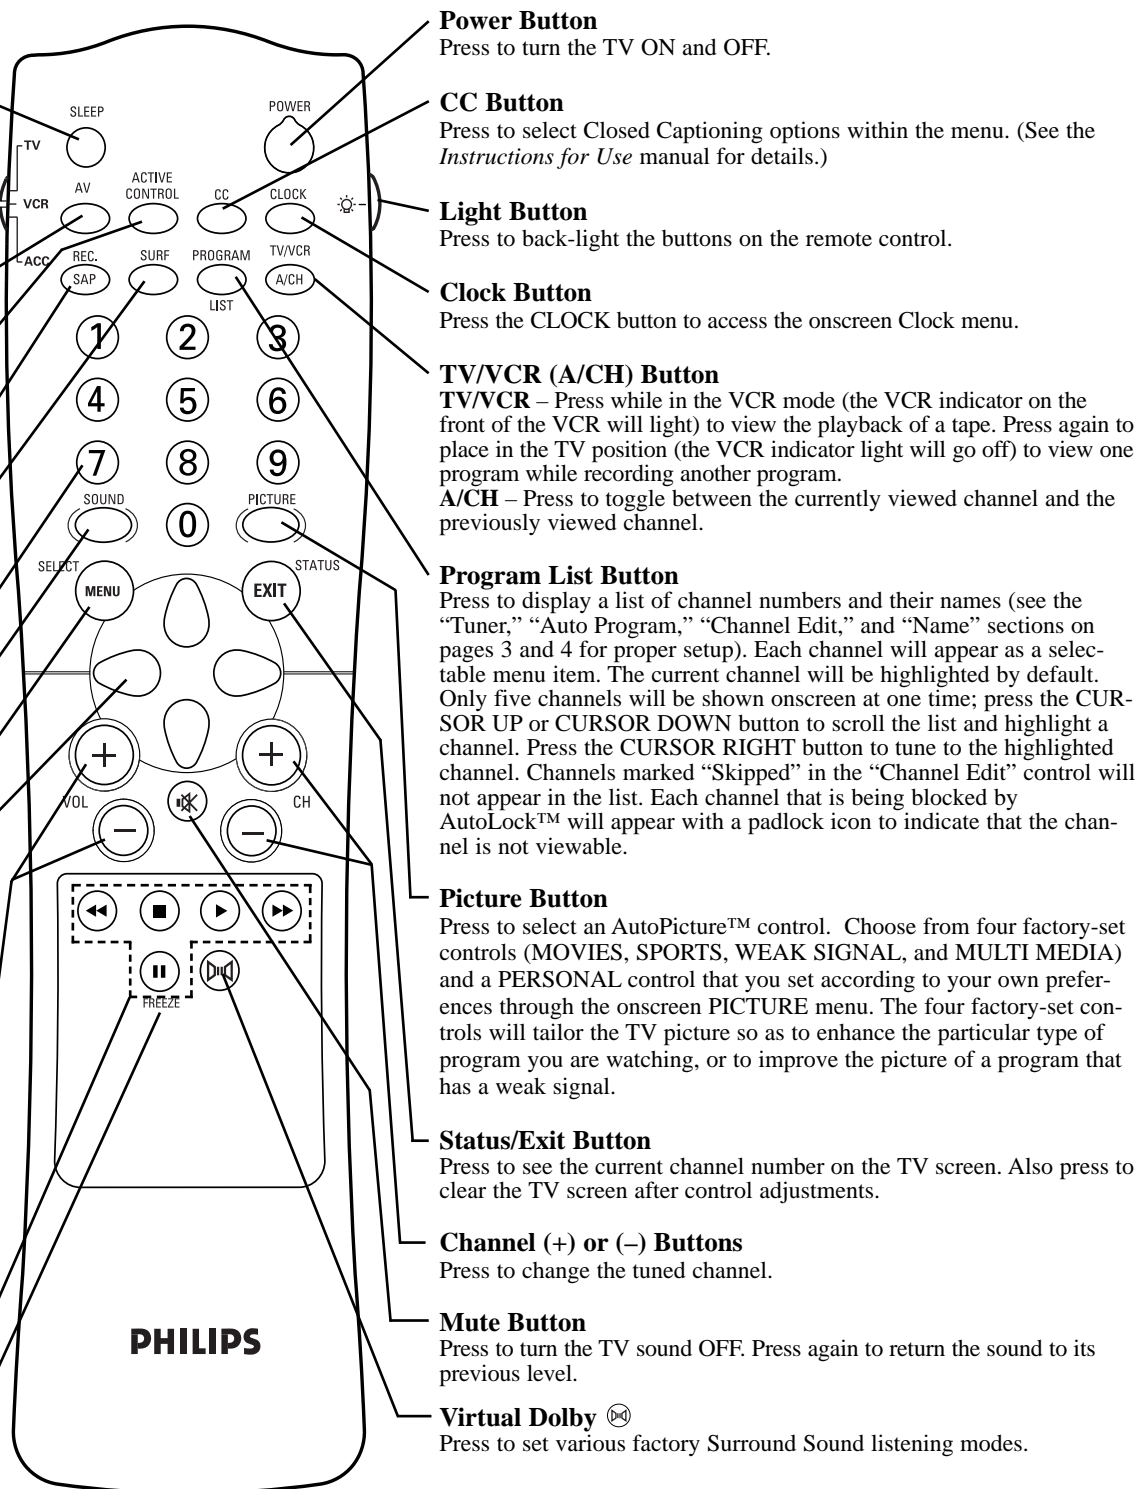 SLEEP
POWER
TV
VCR
ACC
AV
ACTIVE
CONTROL
CC
CLOCK
REC.
SURF
PROGRAM
TV/VCR
SAP
A/CH
LIST
1
2
3
4
5
6
7
8
9
SOUND
0
PICTURE
SELECT
STATUS
MENU
EXIT
+
+
VOL
CH
–
–
FREEZE
PHILIPS
Power Button
Press to turn the TV ON and OFF.
CC Button
Press to select Closed Captioning options within the menu. (See the
Instructions for Use manual for details.)
Light Button
Press to back-light the buttons on the remote control.
Clock Button
Press the CLOCK button to access the onscreen Clock menu.
TV/VCR (A/CH) Button
TV/VCR – Press while in the VCR mode (the VCR indicator on the
front of the VCR will light) to view the playback of a tape. Press again to
place in the TV position (the VCR indicator light will go off) to view one
program while recording another program.
A/CH – Press to toggle between the currently viewed channel and the
previously viewed channel.
Program List Button
Press to display a list of channel numbers and their names (see the
“Tuner,” “Auto Program,” “Channel Edit,” and “Name” sections on
pages 3 and 4 for proper setup). Each channel will appear as a selec-
table menu item. The current channel will be highlighted by default.
Only five channels will be shown onscreen at one time; press the CUR-
SOR UP or CURSOR DOWN button to scroll the list and highlight a
channel. Press the CURSOR RIGHT button to tune to the highlighted
channel. Channels marked “Skipped” in the “Channel Edit” control will
not appear in the list. Each channel that is being blocked by
AutoLock™ will appear with a padlock icon to indicate that the chan-
nel is not viewable.
Picture Button
Press to select an AutoPicture™ control. Choose from four factory-set
controls (MOVIES, SPORTS, WEAK SIGNAL, and MULTI MEDIA)
and a PERSONAL control that you set according to your own prefer-
ences through the onscreen PICTURE menu. The four factory-set con-
trols will tailor the TV picture so as to enhance the particular type of
program you are watching, or to improve the picture of a program that
has a weak signal.
Status/Exit Button
Press to see the current channel number on the TV screen. Also press to
clear the TV screen after control adjustments.
Channel (+) or (–) Buttons
Press to change the tuned channel.
Mute Button
Press to turn the TV sound OFF. Press again to return the sound to its
previous level.
Virtual Dolby
Press to set various factory Surround Sound listening modes.